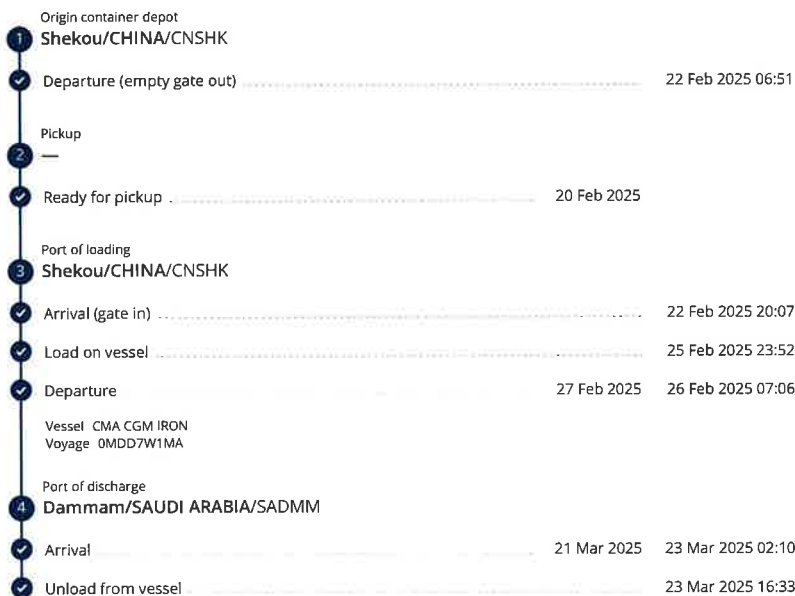 Origin container depot
1 Shekou/CHINA/CNSHK
Departure (empty gate out) 22 Feb 2025 06:51
Pickup
2 —
Ready for pickup 20 Feb 2025
Port of loading
3 Shekou/CHINA/CNSHK
Arrival (gate in) 22 Feb 2025 20:07
Load on vessel 25 Feb 2025 23:52
Departure 27 Feb 2025 26 Feb 2025 07:06
Vessel CMA CGM IRON
Voyage 0MDD7W1MA
Port of discharge
4 Dammam/SAUDI ARABIA/SADMM
Arrival 21 Mar 2025 23 Mar 2025 02:10
Unload from vessel 23 Mar 2025 16:33